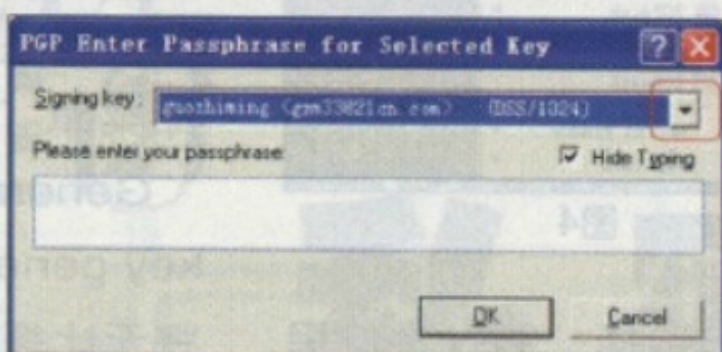 PGP Enter Passphrase for Selected Key
Signing key: guozhiming (DSS/1024)
Please enter your passphrase: Hide Typing
OK Cancel